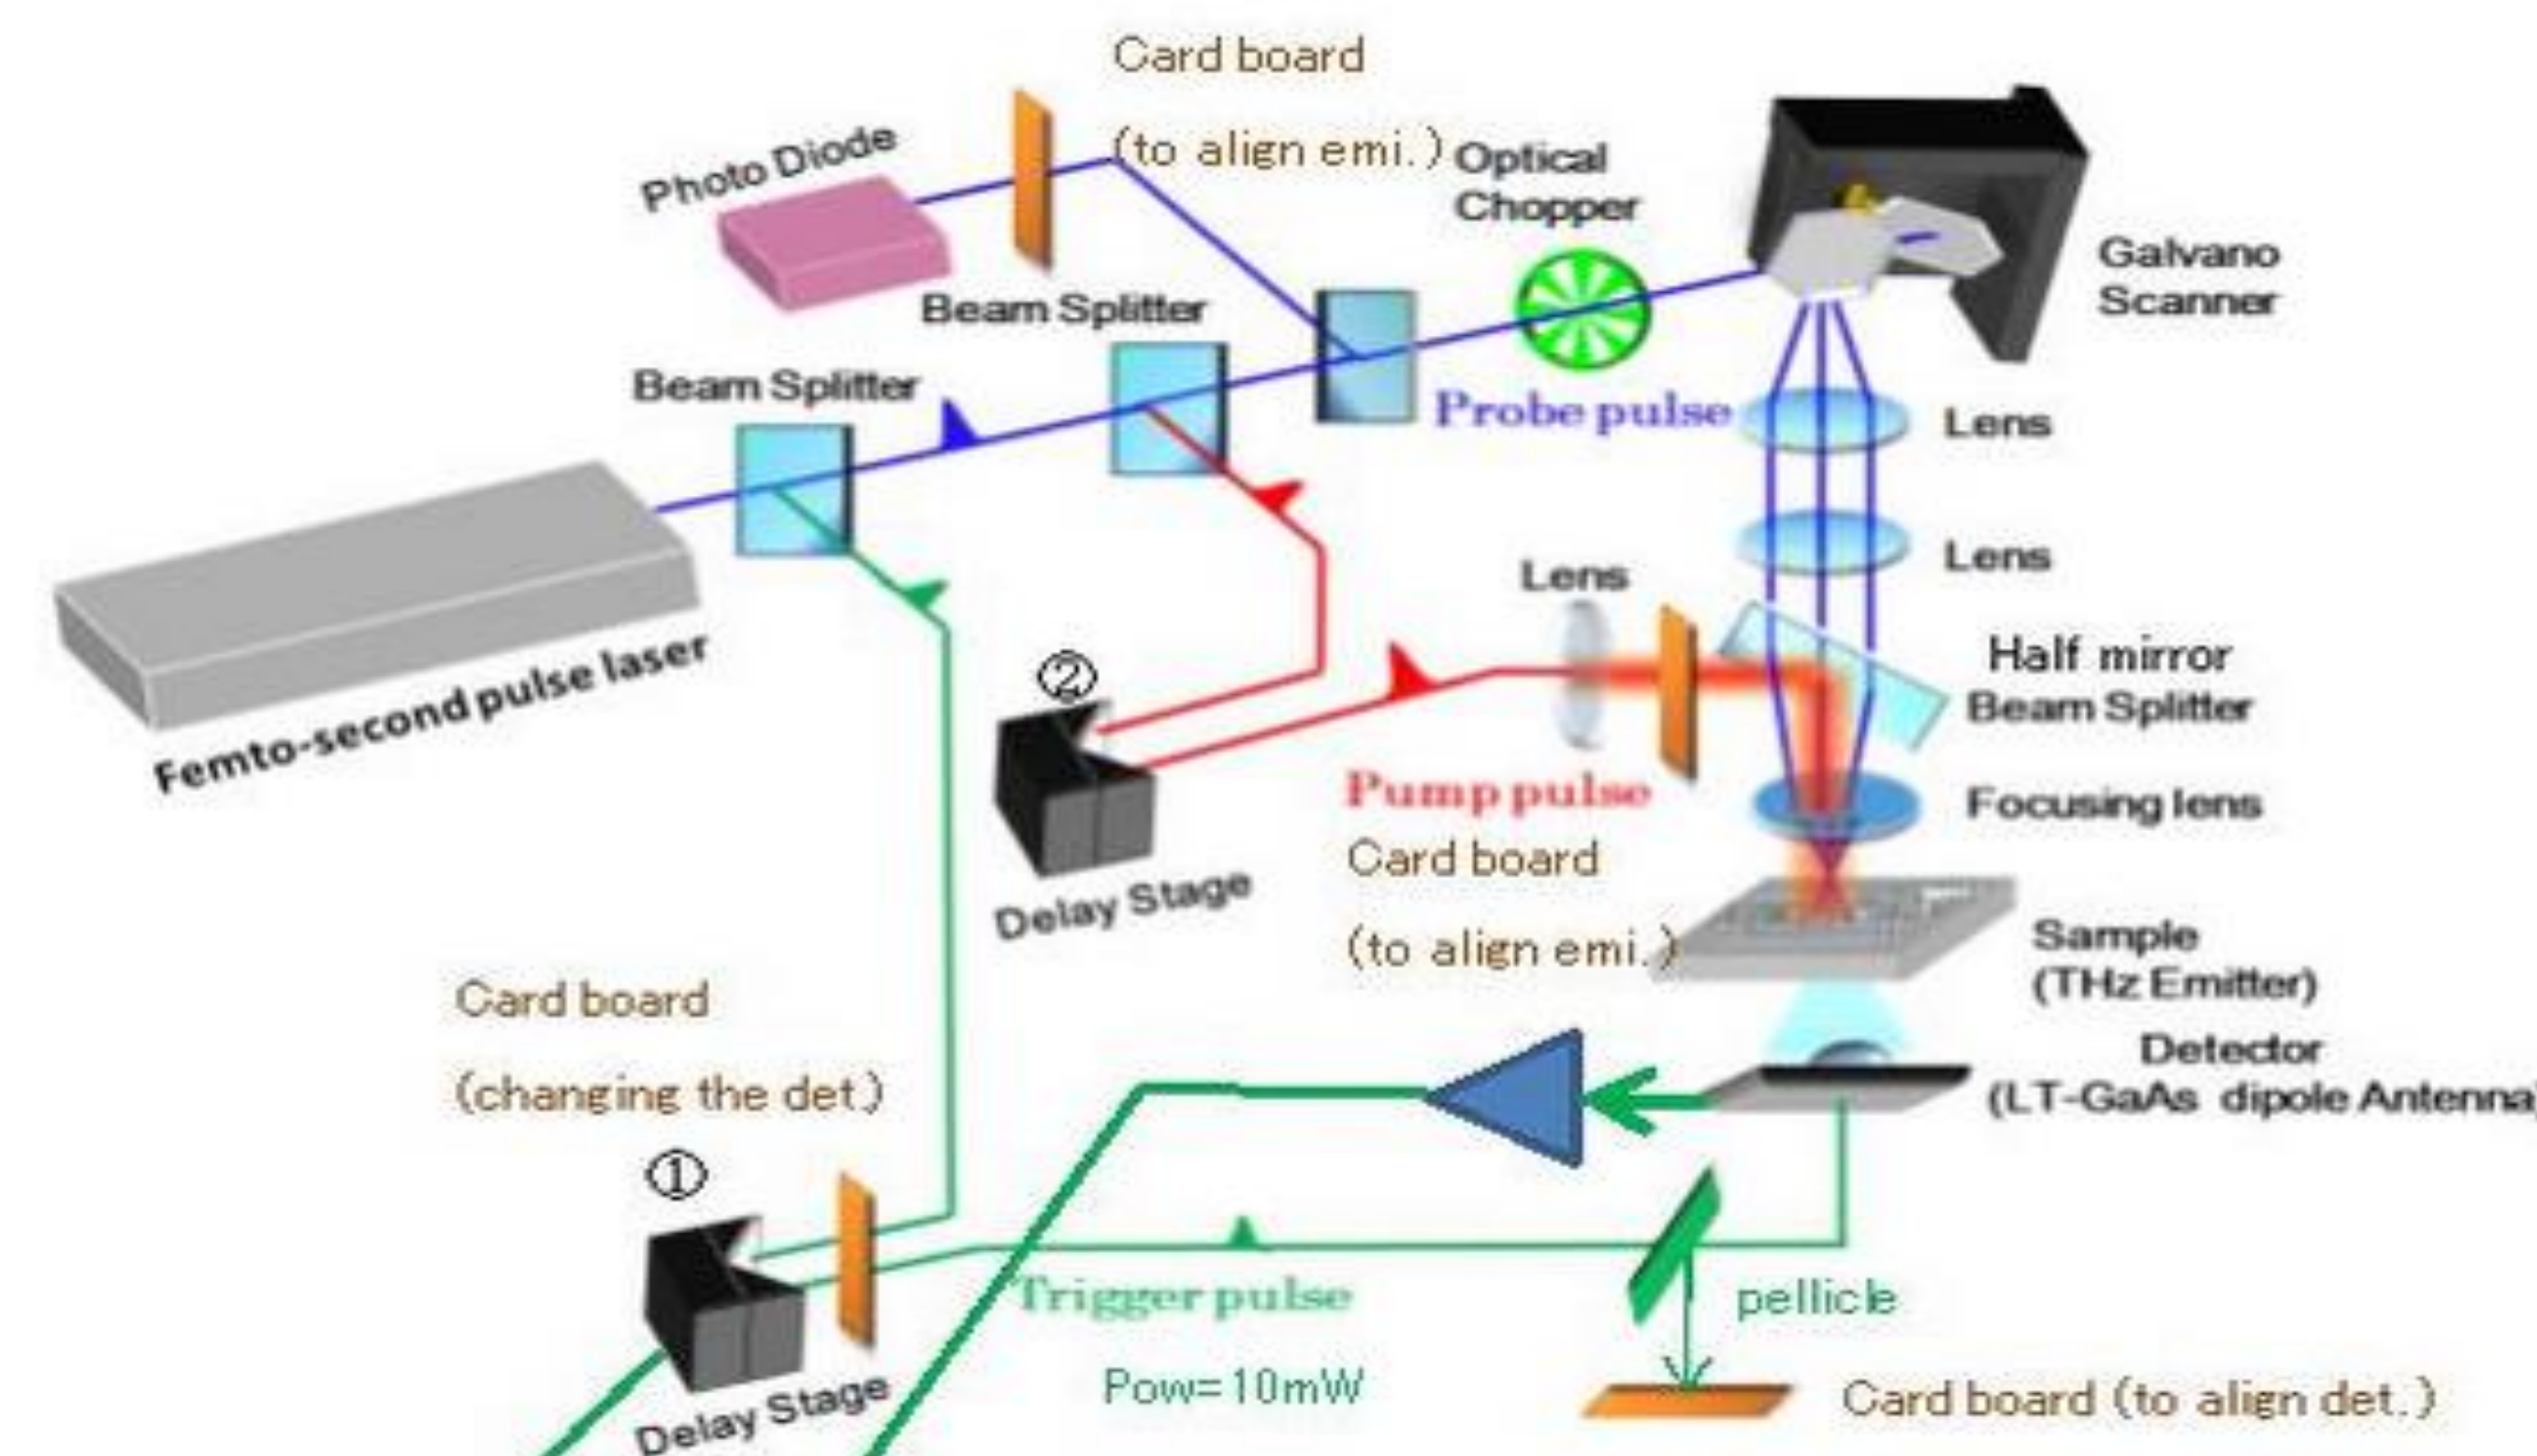 Card board
(to align emi.)
Photo Diode
Optical
Chopper
Galvano
Scanner
Beam Splitter
Beam Splitter
Probe pulse
Lens
Lens
Lens
Femto-second pulse laser
②
Half mirror
Beam Splitter
Pump pulse
Focusing lens
Card board
(to align emi.)
Delay Stage
Sample
(THz Emitter)
Card board
(changing the det.)
Detector
(LT-GaAs dipole Antenna)
①
Trigger pulse
pellicle
Pow=10mW
Delay Stage
Card board (to align det.)